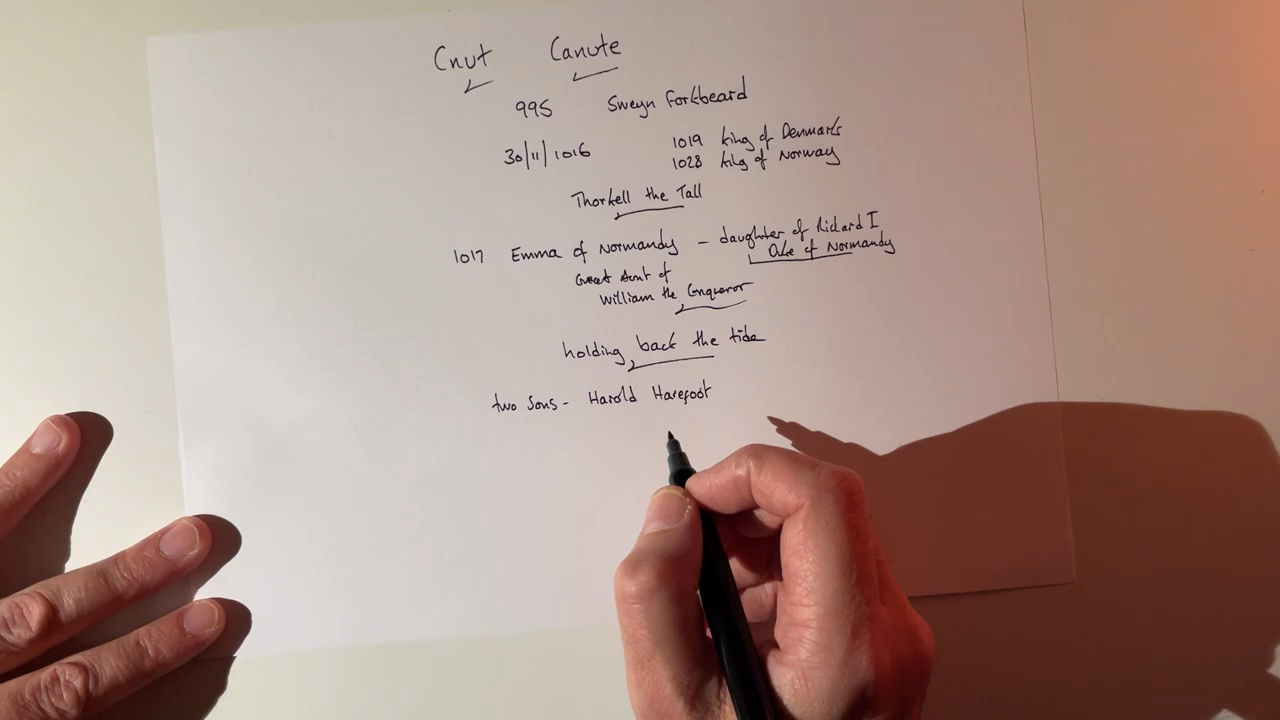 Cnut Canute
995 Sweyn Forkbeard
30/11/1016 1019 King of Denmark
1028 King of Norway
Thorkell the Tall
1017 Emma of Normandy - daughter of Richard I
Duke of Normandy
Great Aunt of
William the Conqueror
holding back the tide
two sons - Harold Harefoot